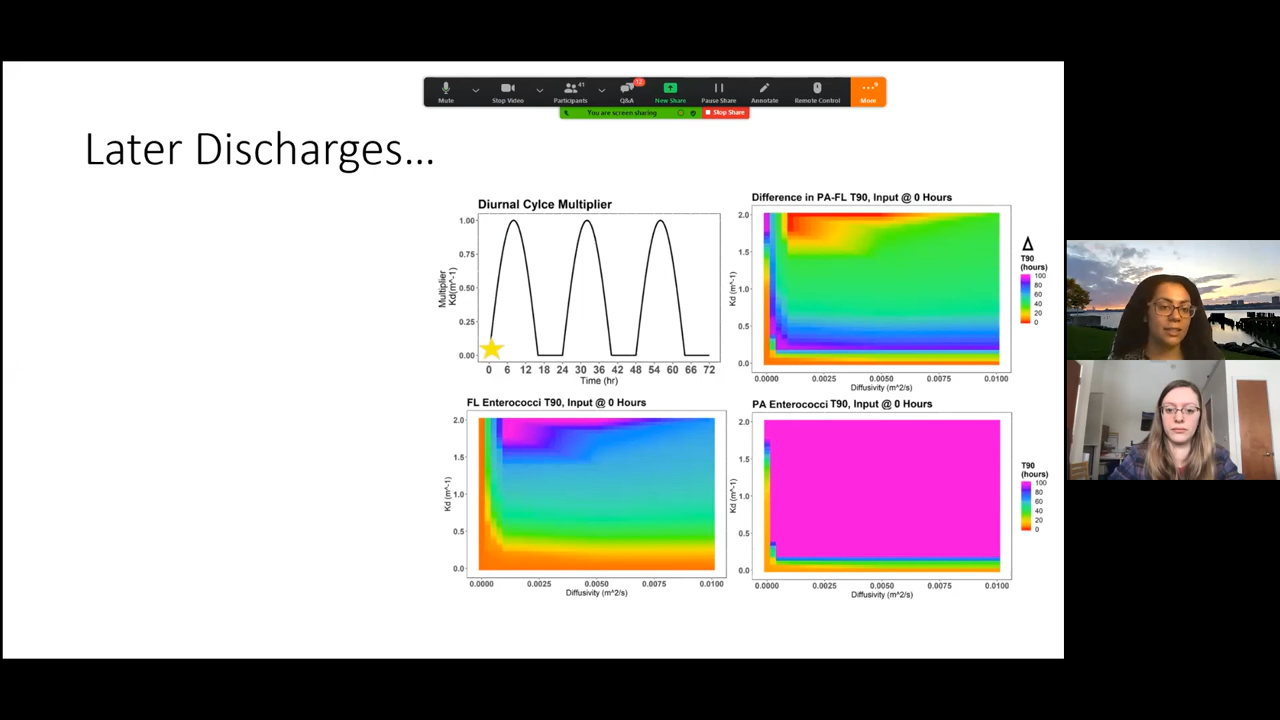 Mute
Stop Video
Participants
41
Q&A
12
New Share
Pause Share
Annotate
Remote Control
More
You are screen sharing
Stop Share
Later Discharges...
Diurnal Cylce Multiplier
Multiplier
Kd(m^-1)
1.00
0.75
0.50
0.25
0.00
0 6 12 18 24 30 36 42 48 54 60 66 72
Time (hr)
Difference in PA-FL T90, Input @ 0 Hours
Kd (m^-1)
2.0
1.5
1.0
0.5
0.0
0.0000 0.0025 0.0050 0.0075 0.0100
Diffusivity (m^2/s)
Δ
T90
(hours)
100
80
60
40
20
0
FL Enterococci T90, Input @ 0 Hours
Kd (m^-1)
2.0
1.5
1.0
0.5
0.0
0.0000 0.0025 0.0050 0.0075 0.0100
Diffusivity (m^2/s)
PA Enterococci T90, Input @ 0 Hours
Kd (m^-1)
2.0
1.5
1.0
0.5
0.0
0.0000 0.0025 0.0050 0.0075 0.0100
Diffusivity (m^2/s)
T90
(hours)
100
80
60
40
20
0